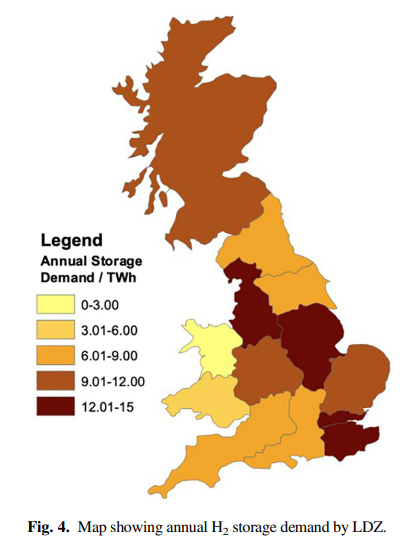 Legend
Annual Storage
Demand / TWh
0-3.00
3.01-6.00
6.01-9.00
9.01-12.00
12.01-15
Fig. 4. Map showing annual H₂ storage demand by LDZ.